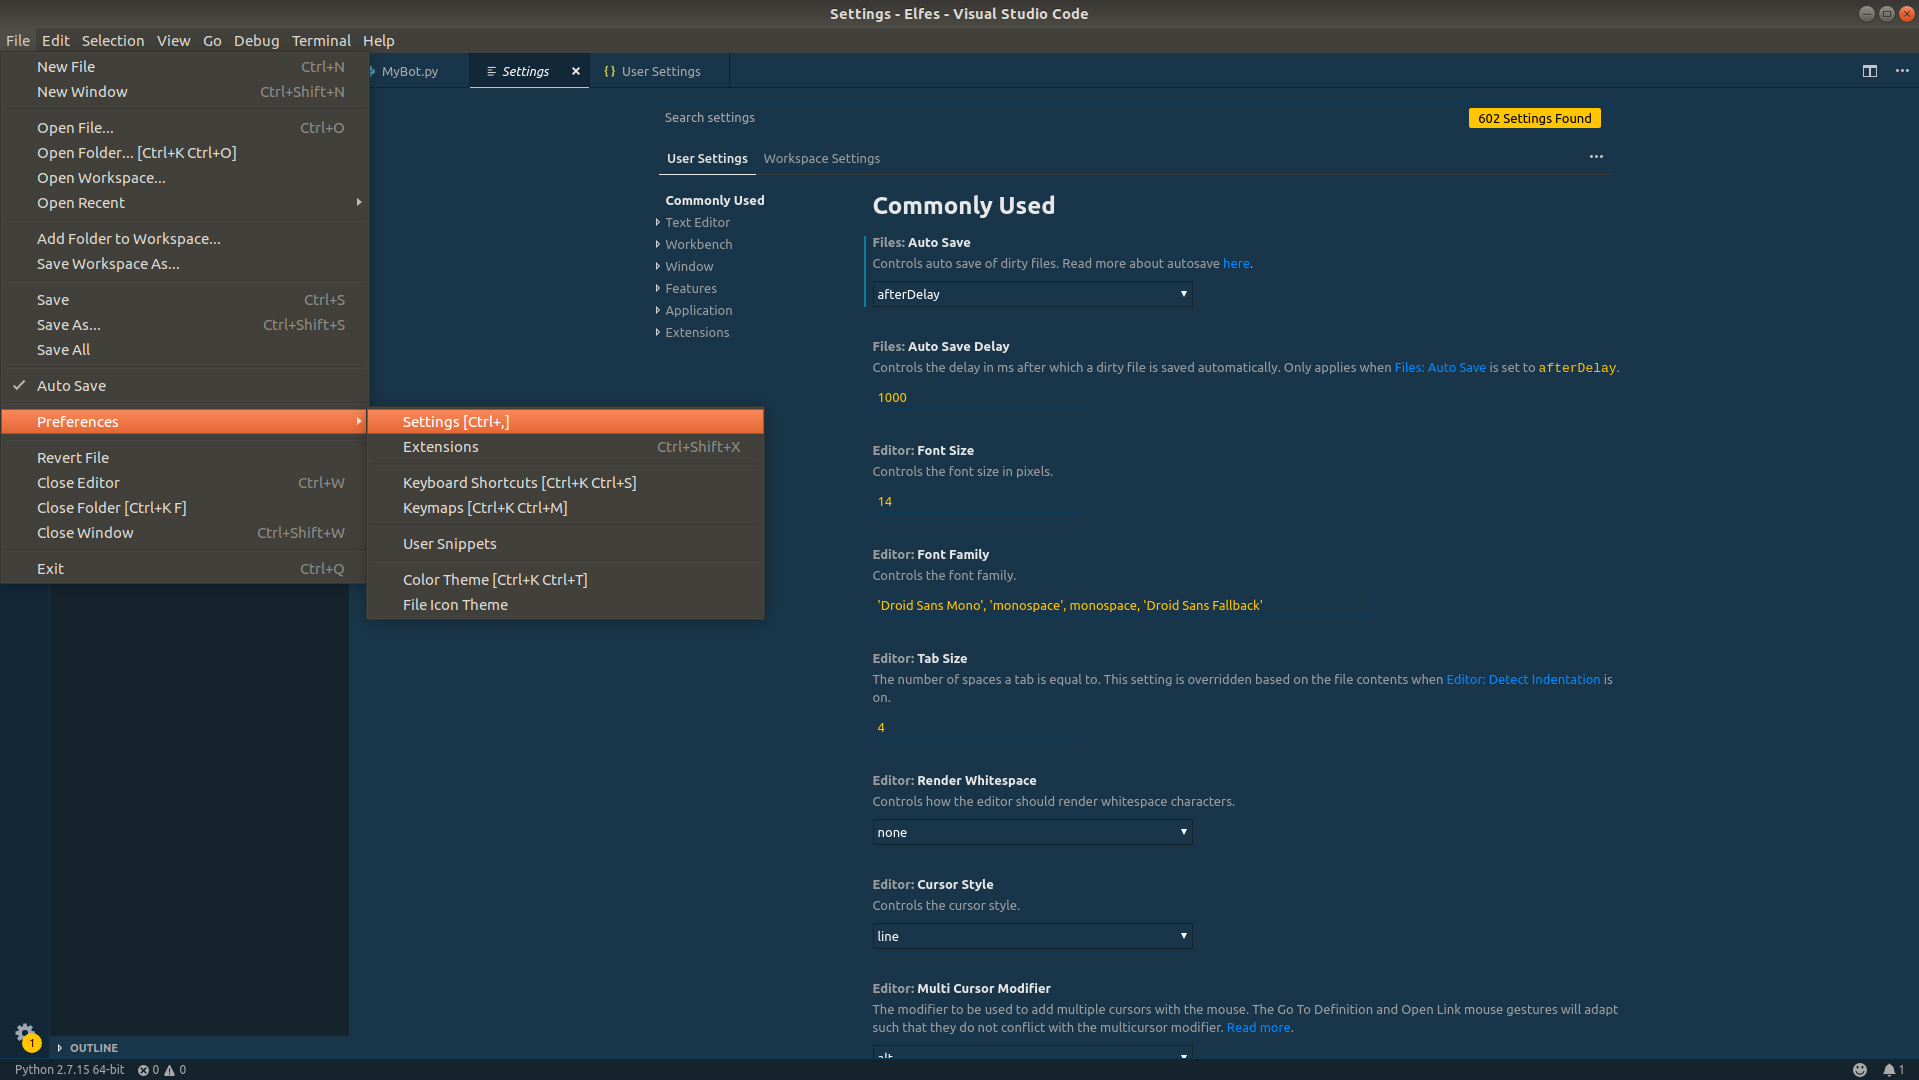 Settings - Elfes - Visual Studio Code
File Edit Selection View Go Debug Terminal Help
New File Ctrl+N
New Window Ctrl+Shift+N
Open File... Ctrl+O
Open Folder... [Ctrl+K Ctrl+O]
Open Workspace...
Open Recent
Add Folder to Workspace...
Save Workspace As...
Save Ctrl+S
Save As... Ctrl+Shift+S
Save All
Auto Save
Preferences
Revert File
Close Editor Ctrl+W
Close Folder [Ctrl+K F]
Close Window Ctrl+Shift+W
Exit Ctrl+Q
Settings [Ctrl+,]
Extensions Ctrl+Shift+X
Keyboard Shortcuts [Ctrl+K Ctrl+S]
Keymaps [Ctrl+K Ctrl+M]
User Snippets
Color Theme [Ctrl+K Ctrl+T]
File Icon Theme
MyBot.py Settings { } User Settings
Search settings 602 Settings Found
User Settings Workspace Settings
Commonly Used
Text Editor
Workbench
Window
Features
Application
Extensions
Commonly Used
Files: Auto Save
Controls auto save of dirty files. Read more about autosave here.
afterDelay
Files: Auto Save Delay
Controls the delay in ms after which a dirty file is saved automatically. Only applies when Files: Auto Save is set to afterDelay.
1000
Editor: Font Size
Controls the font size in pixels.
14
Editor: Font Family
Controls the font family.
'Droid Sans Mono', 'monospace', monospace, 'Droid Sans Fallback'
Editor: Tab Size
The number of spaces a tab is equal to. This setting is overridden based on the file contents when Editor: Detect Indentation is
on.
4
Editor: Render Whitespace
Controls how the editor should render whitespace characters.
none
Editor: Cursor Style
Controls the cursor style.
line
Editor: Multi Cursor Modifier
The modifier to be used to add multiple cursors with the mouse. The Go To Definition and Open Link mouse gestures will adapt
such that they do not conflict with the multicursor modifier. Read more.
alt
1
OUTLINE
Python 2.7.15 64-bit 0 0 1